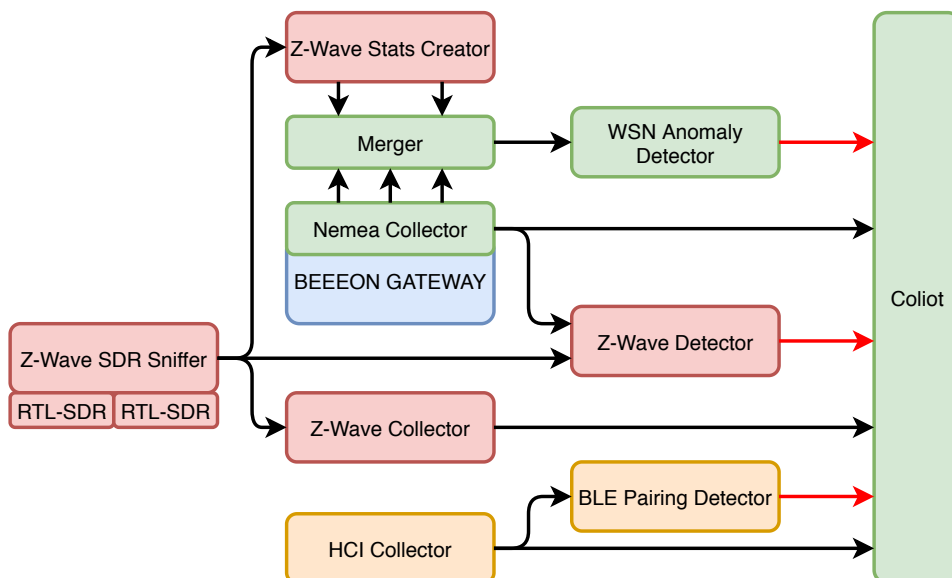 Z-Wave Stats Creator
Merger
WSN Anomaly
Detector
Nemea Collector
BEEEON GATEWAY
Coliot
Z-Wave SDR Sniffer
RTL-SDR
RTL-SDR
Z-Wave Detector
Z-Wave Collector
BLE Pairing Detector
HCI Collector